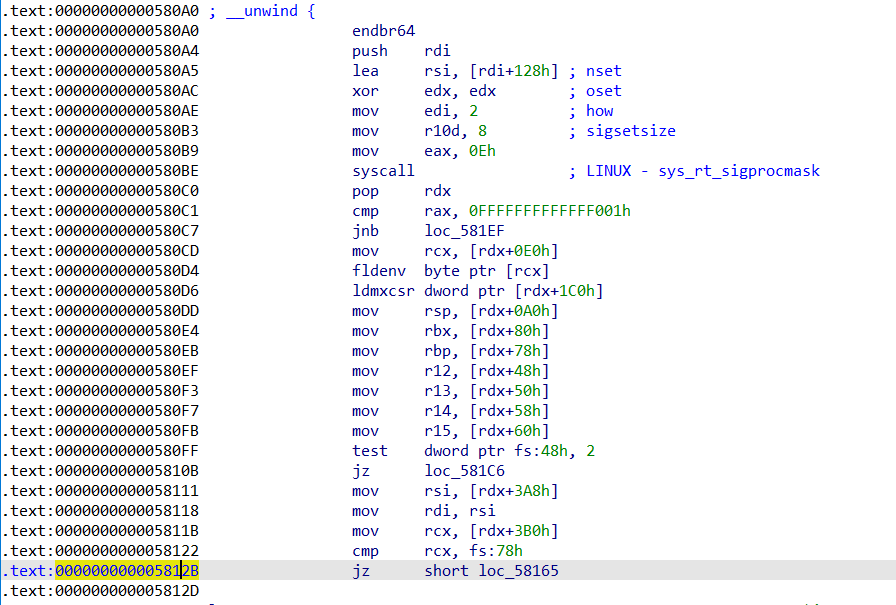 .text:00000000000580A0 ; __unwind {
.text:00000000000580A0 endbr64
.text:00000000000580A4 push rdi
.text:00000000000580A5 lea rsi, [rdi+128h] ; nset
.text:00000000000580AC xor edx, edx ; oset
.text:00000000000580AE mov edi, 2 ; how
.text:00000000000580B3 mov r10d, 8 ; sigsetsize
.text:00000000000580B9 mov eax, 0Eh
.text:00000000000580BE syscall ; LINUX - sys_rt_sigprocmask
.text:00000000000580C0 pop rdx
.text:00000000000580C1 cmp rax, 0FFFFFFFFFFFFF001h
.text:00000000000580C7 jnb loc_581EF
.text:00000000000580CD mov rcx, [rdx+0E0h]
.text:00000000000580D4 fldenv byte ptr [rcx]
.text:00000000000580D6 ldmxcsr dword ptr [rdx+1C0h]
.text:00000000000580DD mov rsp, [rdx+0A0h]
.text:00000000000580E4 mov rbx, [rdx+80h]
.text:00000000000580EB mov rbp, [rdx+78h]
.text:00000000000580EF mov r12, [rdx+48h]
.text:00000000000580F3 mov r13, [rdx+50h]
.text:00000000000580F7 mov r14, [rdx+58h]
.text:00000000000580FB mov r15, [rdx+60h]
.text:00000000000580FF test dword ptr fs:48h, 2
.text:000000000005810B jz loc_581C6
.text:0000000000058111 mov rsi, [rdx+3A8h]
.text:0000000000058118 mov rdi, rsi
.text:000000000005811B mov rcx, [rdx+3B0h]
.text:0000000000058122 cmp rcx, fs:78h
.text:000000000005812B jz short loc_58165
.text:000000000005812D